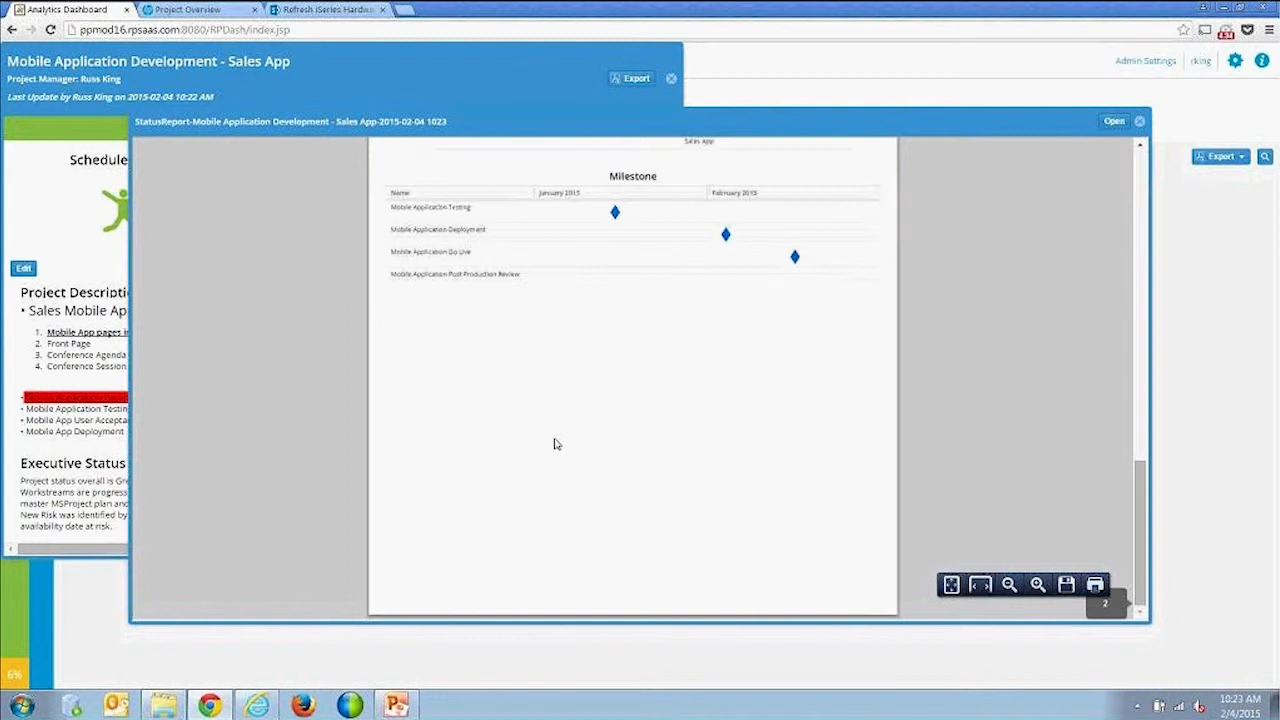 Analytics Dashboard
Project Overview
Refresh iSeries Hardwa
ppmod16.rpsaas.com:8080/RPDash/index.jsp
Mobile Application Development - Sales App
Project Manager: Russ King
Last Update by Russ King on 2015-02-04 10:22 AM
Export
Admin Settings
rking
StatusReport-Mobile Application Development - Sales App-2015-02-04 1023
Open
Export
Sales App
Milestone
Name
January 2015
February 2015
Mobile Application Testing
Mobile Application Deployment
Mobile Application Go Live
Mobile Application Post Production Review
Schedule
Edit
Project Descripti
• Sales Mobile Ap
1. Mobile App pages i
2. Front Page
3. Conference Agenda
4. Conference Session
• Mobile Application Testin
• Mobile App User Accepta
• Mobile App Deployment
Executive Status
Project status overall is Gre
Workstreams are progress
master MSProject plan and
New Risk was identified by
availability date at risk.
2
6%
10:23 AM
2/4/2015